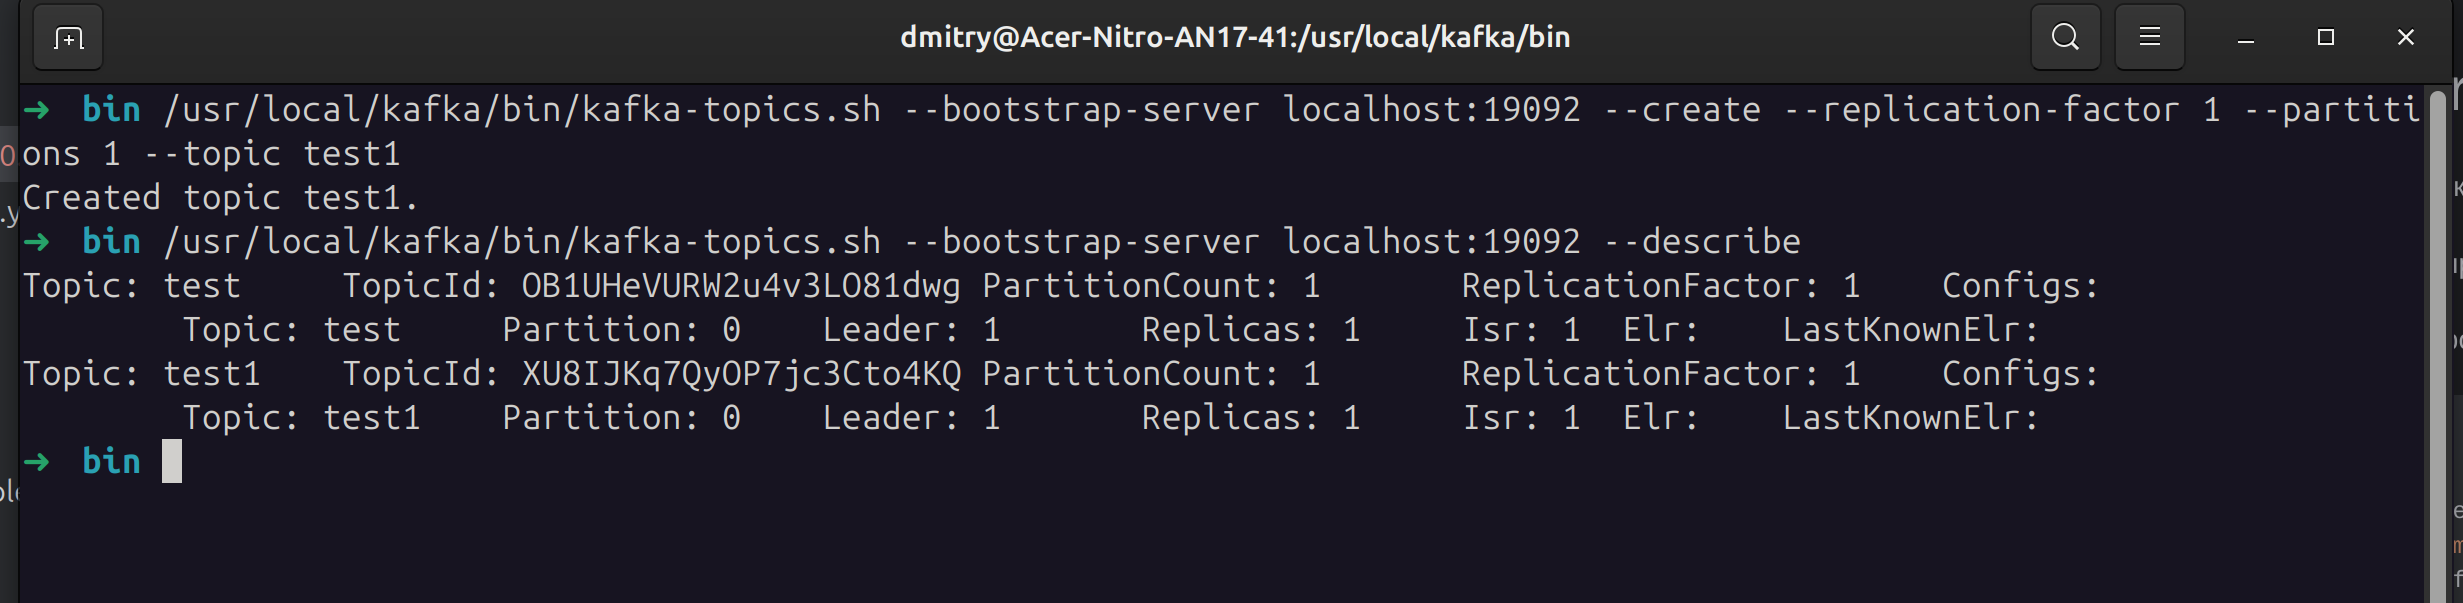 dmitry@Acer-Nitro-AN17-41:/usr/local/kafka/bin
➜ bin /usr/local/kafka/bin/kafka-topics.sh --bootstrap-server localhost:19092 --create --replication-factor 1 --partiti
ons 1 --topic test1
Created topic test1.
➜ bin /usr/local/kafka/bin/kafka-topics.sh --bootstrap-server localhost:19092 --describe
Topic: test TopicId: OB1UHeVURW2u4v3LO81dwg PartitionCount: 1 ReplicationFactor: 1 Configs:
Topic: test Partition: 0 Leader: 1 Replicas: 1 Isr: 1 Elr: LastKnownElr:
Topic: test1 TopicId: XU8IJKq7QyOP7jc3Cto4KQ PartitionCount: 1 ReplicationFactor: 1 Configs:
Topic: test1 Partition: 0 Leader: 1 Replicas: 1 Isr: 1 Elr: LastKnownElr:
➜ bin